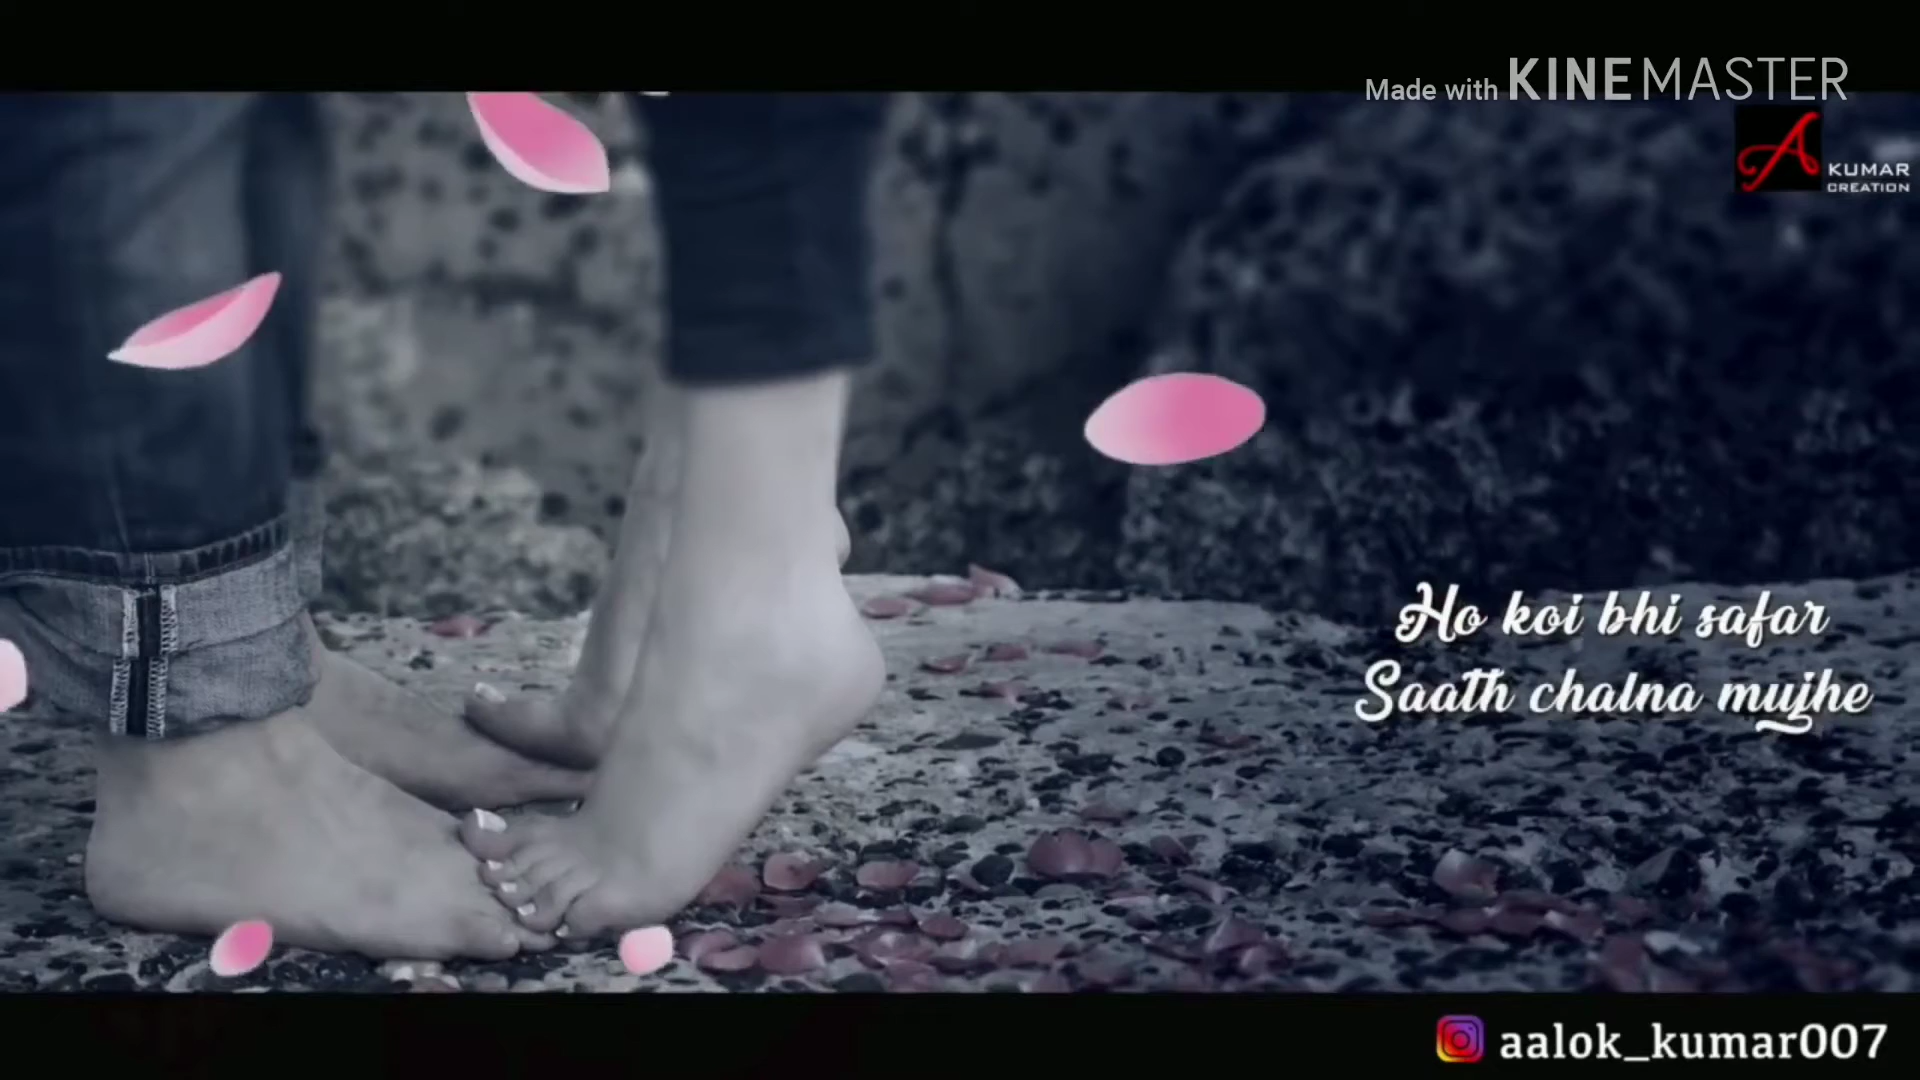 Made with KINEMASTER
A KUMAR
CREATION
Ho koi bhi safar
Saath chalna mujhe
aalok_kumar007